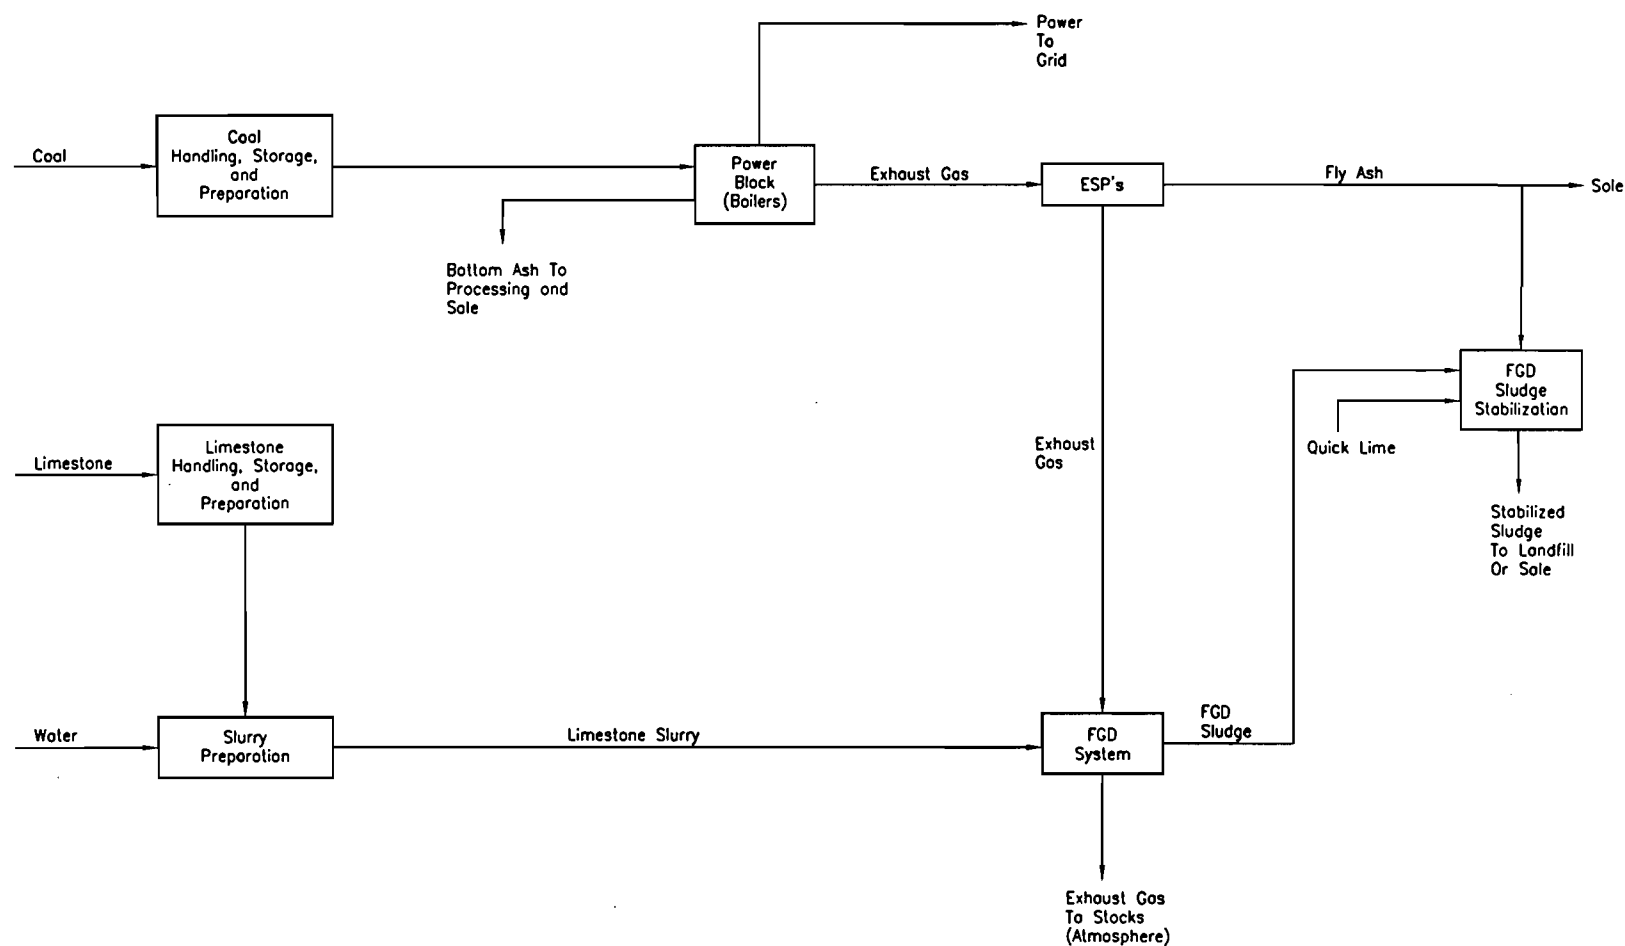 Power
To
Grid
Coal
Coal
Handling, Storage,
and
Preparation
Power
Block
(Boilers)
Exhaust Gas
ESP's
Fly Ash
Sale
Bottom Ash To
Processing and
Sale
FGD
Sludge
Stabilization
Quick Lime
Limestone
Limestone
Handling, Storage,
and
Preparation
Exhaust
Gas
Stabilized
Sludge
To Landfill
Or Sale
Water
Slurry
Preparation
Limestone Slurry
FGD
System
FGD
Sludge
Exhaust Gas
To Stacks
(Atmosphere)